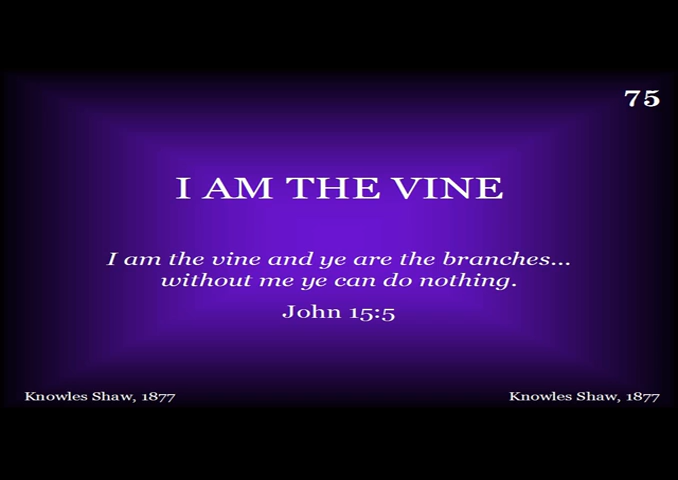 75
I AM THE VINE
I am the vine and ye are the branches...
without me ye can do nothing.
John 15:5
Knowles Shaw, 1877
Knowles Shaw, 1877